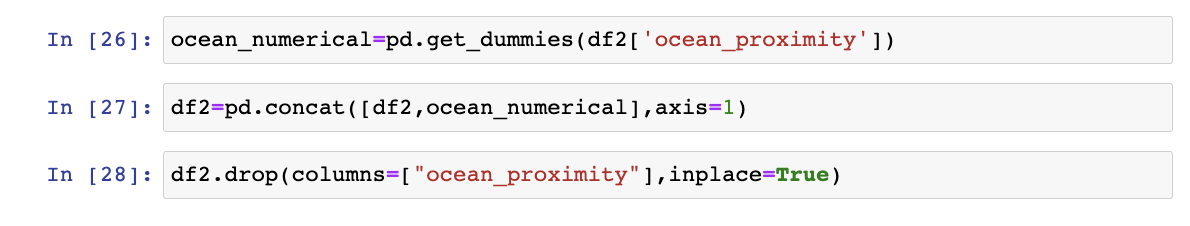 In [26]: ocean_numerical=pd.get_dummies(df2['ocean_proximity'])
In [27]: df2=pd.concat([df2,ocean_numerical],axis=1)
In [28]: df2.drop(columns=["ocean_proximity"],inplace=True)